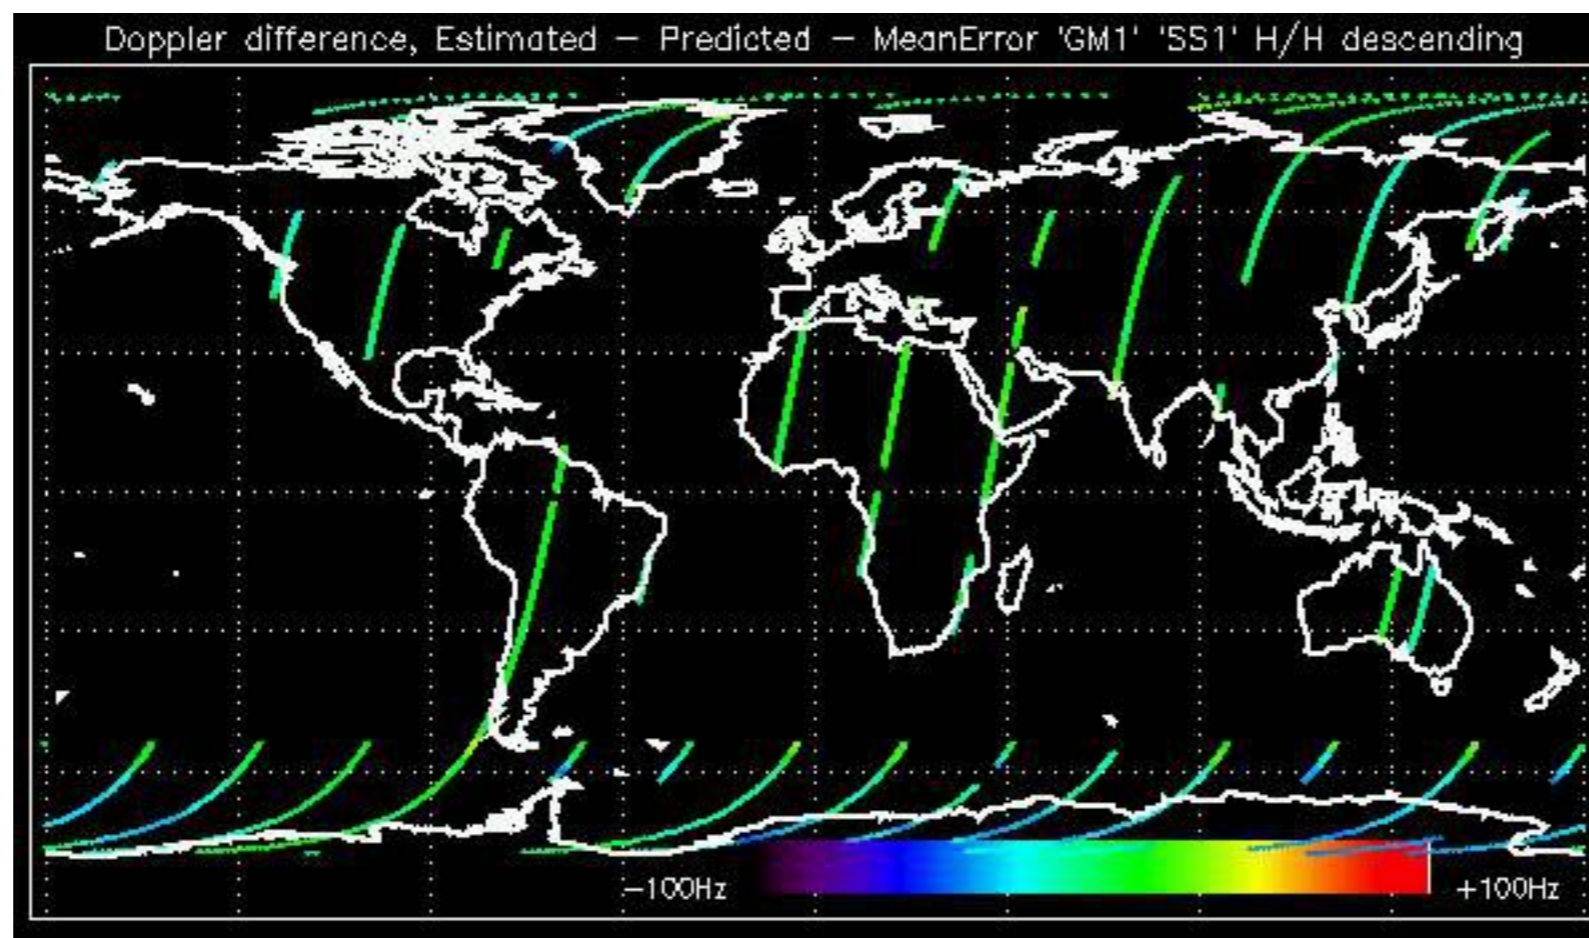 Doppler difference, Estimated – Predicted – MeanError 'GM1' 'SS1' H/H descending
-100Hz
+100Hz